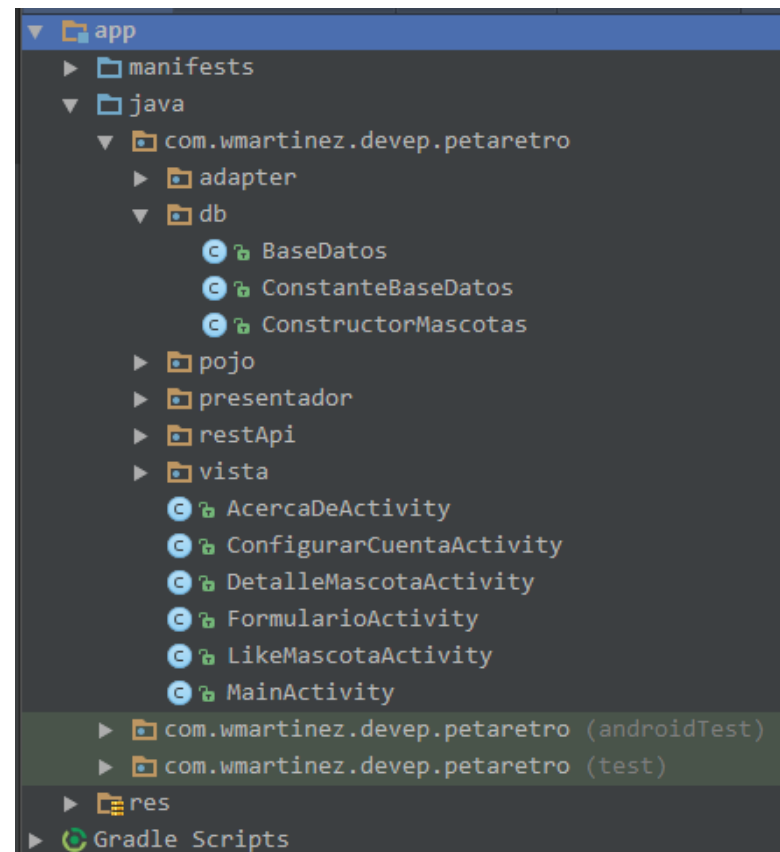 app
manifests
java
com.wmartinez.devep.petaretro
adapter
db
BaseDatos
ConstanteBaseDatos
ConstructorMascotas
pojo
presentador
restApi
vista
AcercaDeActivity
ConfigurarCuentaActivity
DetalleMascotaActivity
FormularioActivity
LikeMascotaActivity
MainActivity
com.wmartinez.devep.petaretro (androidTest)
com.wmartinez.devep.petaretro (test)
res
Gradle Scripts